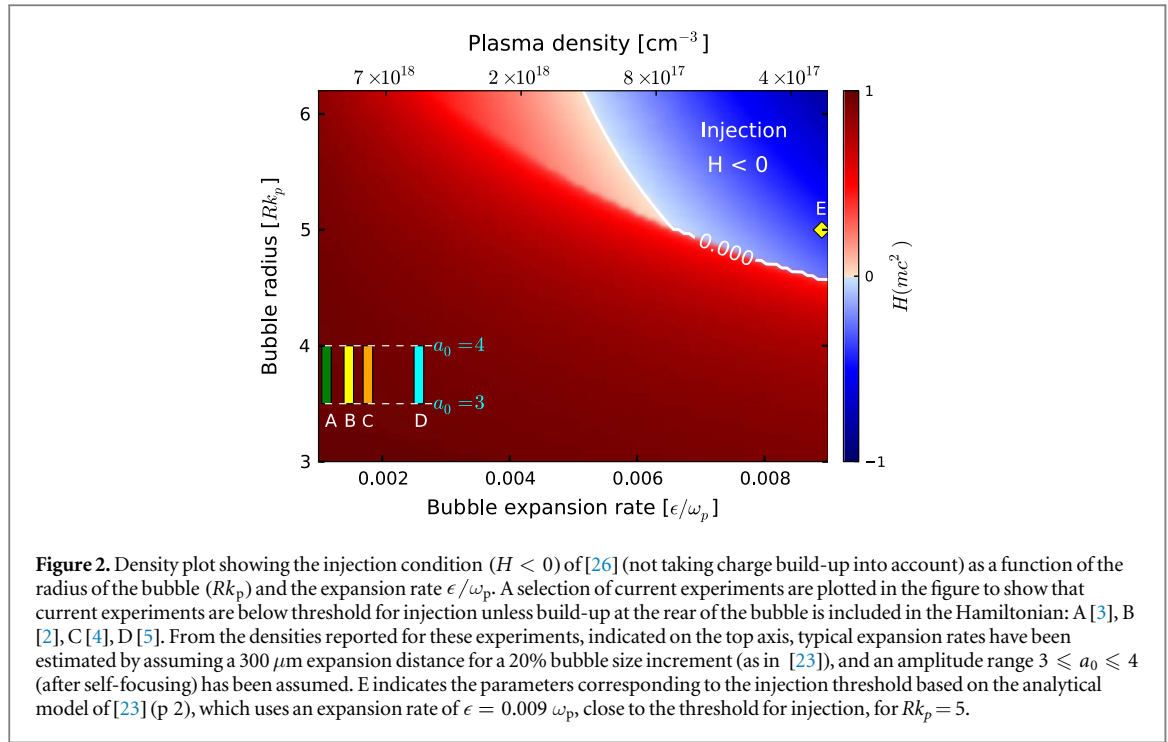 Plasma density [cm⁻³]
7 ×10¹⁸ 2 ×10¹⁸ 8 ×10¹⁷ 4 ×10¹⁷
Bubble radius [Rkₚ]
6
5
4
3
Injection
H < 0
E
0.000
a₀ =4
a₀ =3
A B C D
0.002 0.004 0.006 0.008
Bubble expansion rate [ϵ/ωₚ]
1
0
−1
H(mc²)
Figure 2. Density plot showing the injection condition (H < 0) of [26] (not taking charge build-up into account) as a function of the
radius of the bubble (Rkₚ) and the expansion rate ϵ/ωₚ. A selection of current experiments are plotted in the figure to show that
current experiments are below threshold for injection unless build-up at the rear of the bubble is included in the Hamiltonian: A [3], B
[2], C [4], D [5]. From the densities reported for these experiments, indicated on the top axis, typical expansion rates have been
estimated by assuming a 300 μm expansion distance for a 20% bubble size increment (as in [23]), and an amplitude range 3 ⩽ a₀ ⩽ 4
(after self-focusing) has been assumed. E indicates the parameters corresponding to the injection threshold based on the analytical
model of [23] (p 2), which uses an expansion rate of ϵ = 0.009 ωₚ, close to the threshold for injection, for Rkₚ = 5.